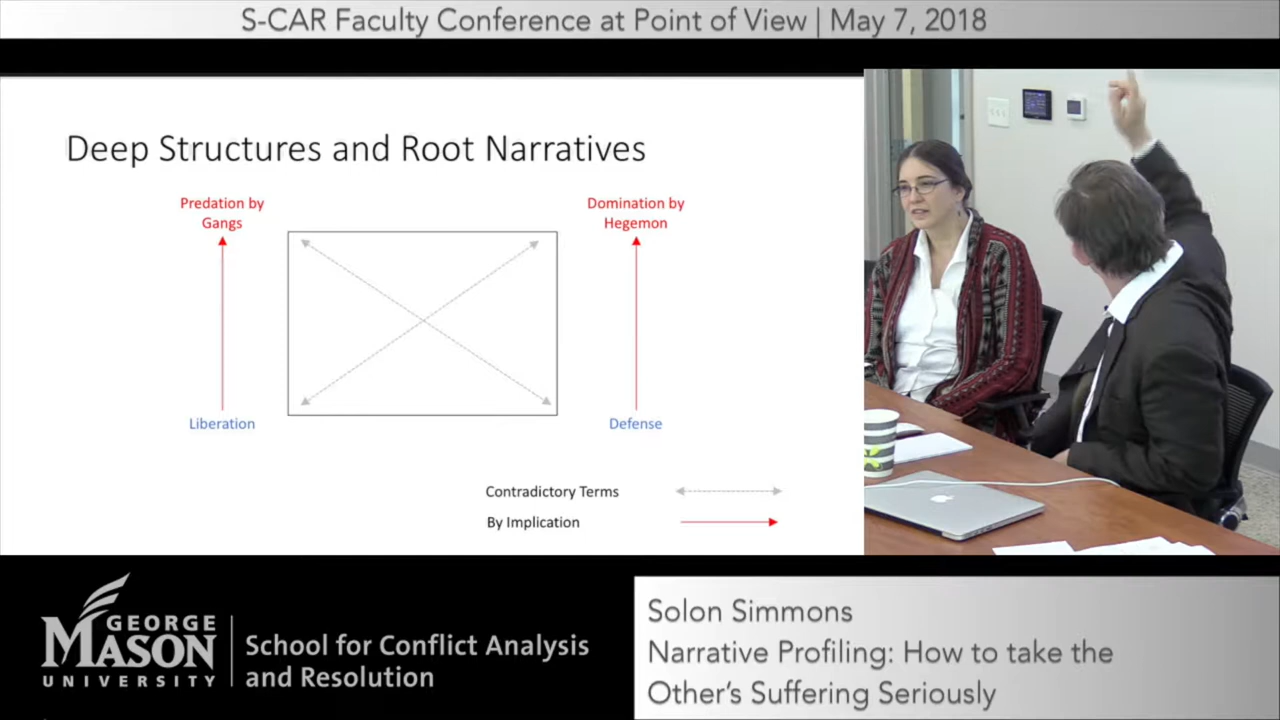 S-CAR Faculty Conference at Point of View | May 7, 2018
Deep Structures and Root Narratives
Predation by
Gangs
Domination by
Hegemon
Liberation
Defense
Contradictory Terms
By Implication
GEORGE
MASON
UNIVERSITY
School for Conflict Analysis
and Resolution
Solon Simmons
Narrative Profiling: How to take the
Other's Suffering Seriously